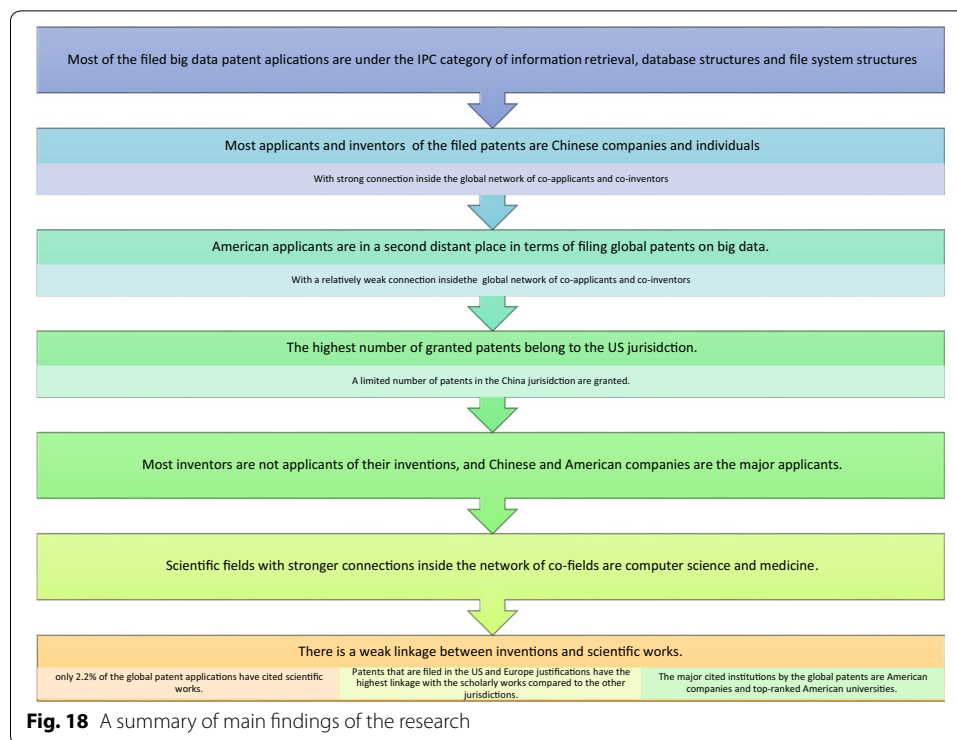 Most of the filed big data patent aplications are under the IPC category of information retrieval, database structures and file system structures
Most applicants and inventors of the filed patents are Chinese companies and individuals
With strong connection inside the global network of co-applicants and co-inventors
American applicants are in a second distant place in terms of filing global patents on big data.
With a relatively weak connection insidethe global network of co-applicants and co-inventors
The highest number of granted patents belong to the US jurisidction.
A limited number of patents in the China jurisidction are granted.
Most inventors are not applicants of their inventions, and Chinese and American companies are the major applicants.
Scientific fields with stronger connections inside the network of co-fields are computer science and medicine.
There is a weak linkage between inventions and scientific works.
only 2.2% of the global patent applications have cited scientific
works.
Patents that are filed in the US and Europe justifications have the
highest linkage with the scholarly works compared to the other
jurisdictions.
The major cited institutions by the global patents are American
companies and top-ranked American universities.
Fig. 18 A summary of main findings of the research